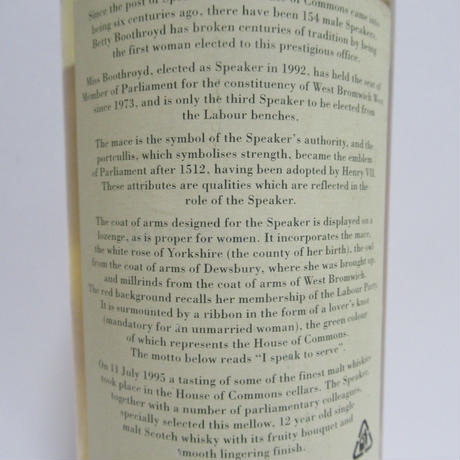 Since the post of Speaker of Commons came into
being six centuries ago, there have been 154 male Speakers.
Betty Boothroyd has broken centuries of tradition by being
the first woman elected to this prestigious office.
Miss Boothroyd, elected as Speaker in 1992, has held the seat of
Member of Parliament for the constituency of West Bromwich West
since 1973, and is only the third Speaker to be elected from
the Labour benches.
The mace is the symbol of the Speaker's authority, and the
portcullis, which symbolises strength, became the emblem
of Parliament after 1512, having been adopted by Henry VII.
These attributes are qualities which are reflected in the
role of the Speaker.
The coat of arms designed for the Speaker is displayed on a
lozenge, as is proper for women. It incorporates the mace,
the white rose of Yorkshire (the county of her birth), the owl
from the coat of arms of Dewsbury, where she was brought up,
and millrinds from the coat of arms of West Bromwich.
The red background recalls her membership of the Labour Party.
It is surmounted by a ribbon in the form of a lover's knot
(mandatory for an unmarried woman), the green colour
of which represents the House of Commons.
The motto below reads "I speak to serve".
On 11 July 1995 a tasting of some of the finest malt whiskies
took place in the House of Commons cellars. The Speaker,
together with a number of parliamentary colleagues,
specially selected this mellow, 12 year old single
malt Scotch whisky with its fruity bouquet and
smooth lingering finish.